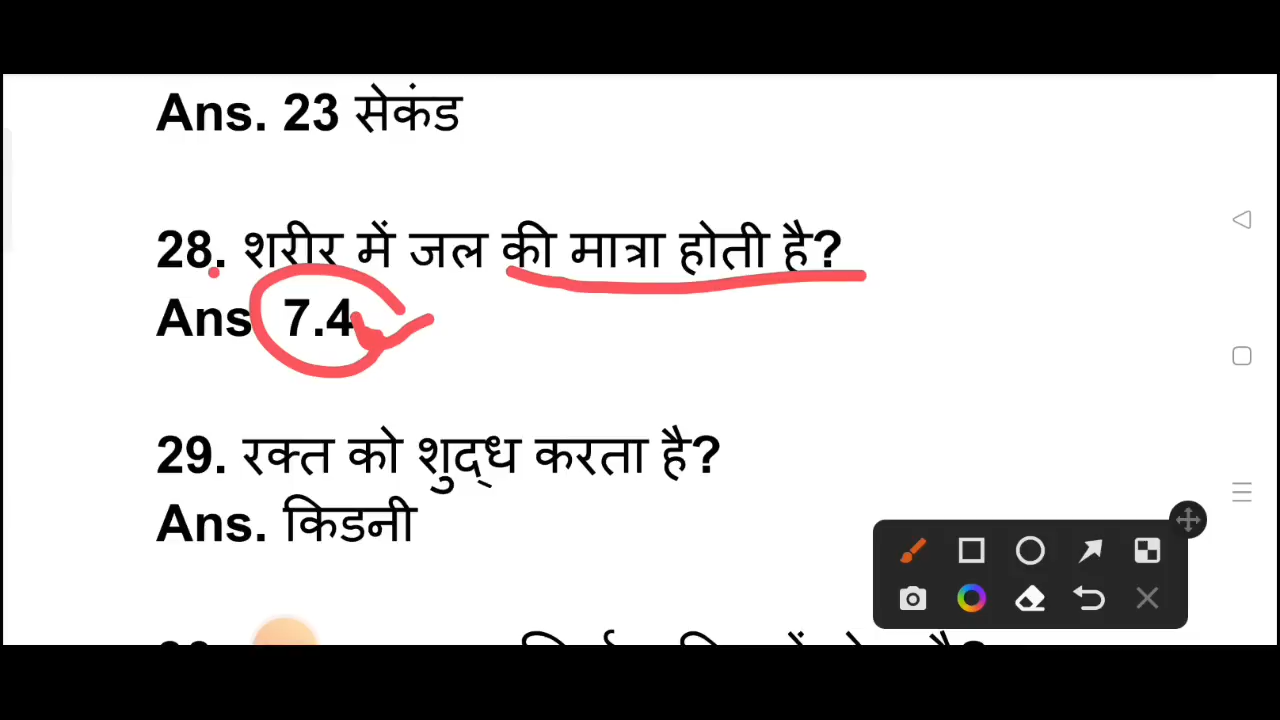 Ans. 23 सेकंड
28. शरीर में जल की मात्रा होती है?
Ans 7.4
29. रक्त को शुद्ध करता है?
Ans. किडनी